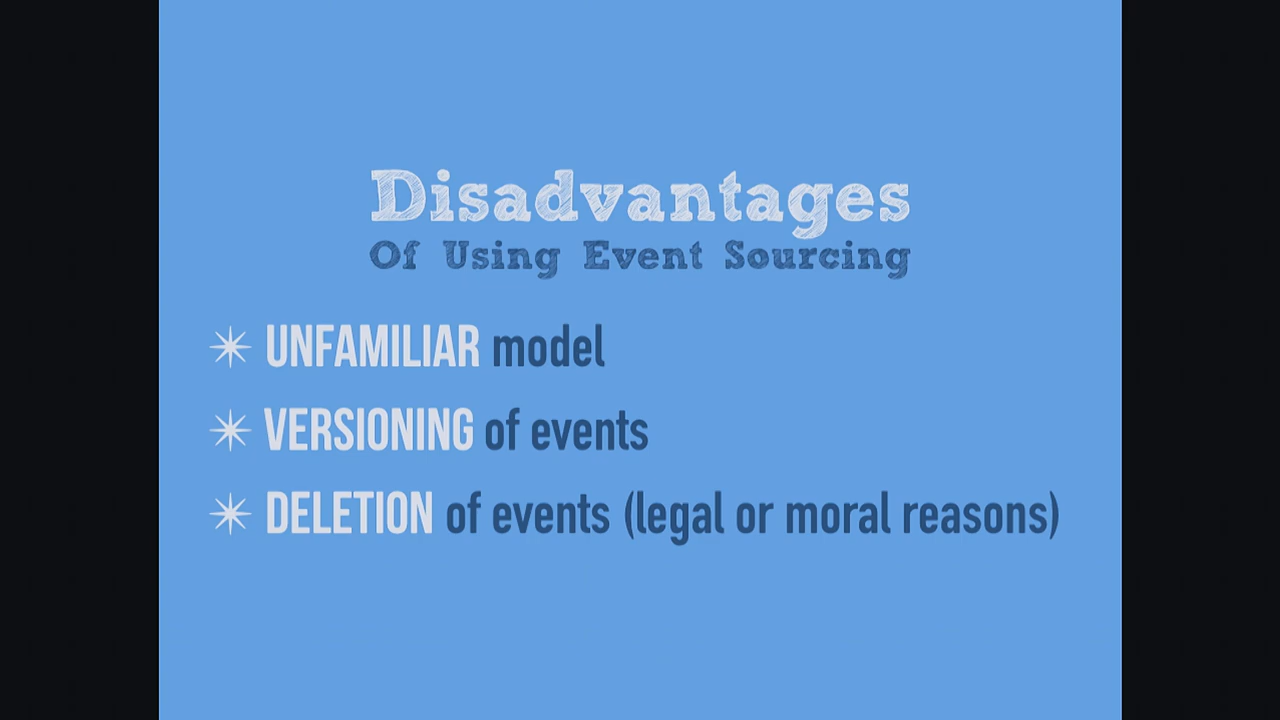 Disadvantages
Of Using Event Sourcing
UNFAMILIAR model
VERSIONING of events
DELETION of events (legal or moral reasons)